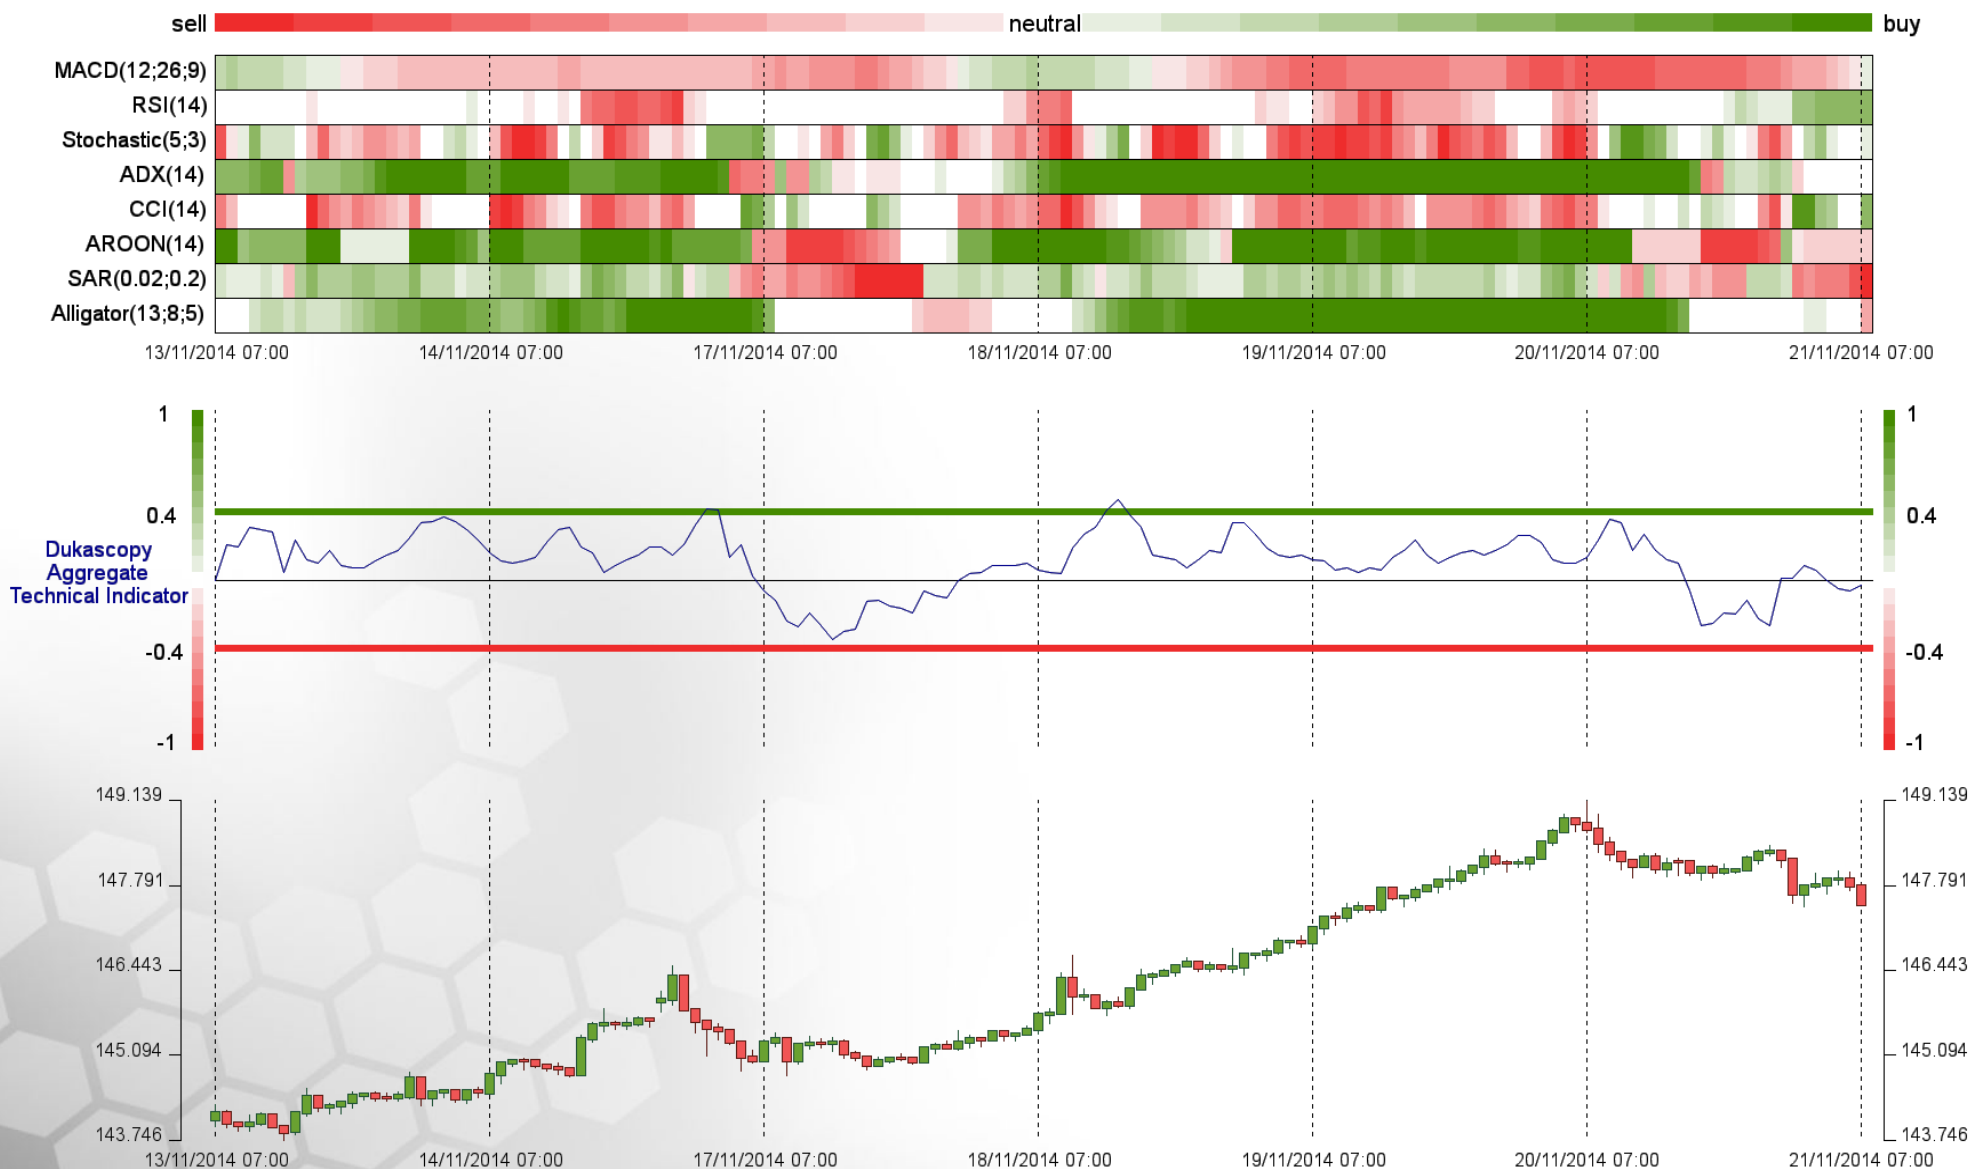 sell neutral buy
MACD(12;26;9)
RSI(14)
Stochastic(5;3)
ADX(14)
CCI(14)
AROON(14)
SAR(0.02;0.2)
Alligator(13;8;5)
13/11/2014 07:00 14/11/2014 07:00 17/11/2014 07:00 18/11/2014 07:00 19/11/2014 07:00 20/11/2014 07:00 21/11/2014 07:00
1 1
0.4 0.4
Dukascopy
Aggregate
Technical Indicator
-0.4 -0.4
-1 -1
149.139 149.139
147.791 147.791
146.443 146.443
145.094 145.094
143.746 143.746
13/11/2014 07:00 14/11/2014 07:00 17/11/2014 07:00 18/11/2014 07:00 19/11/2014 07:00 20/11/2014 07:00 21/11/2014 07:00